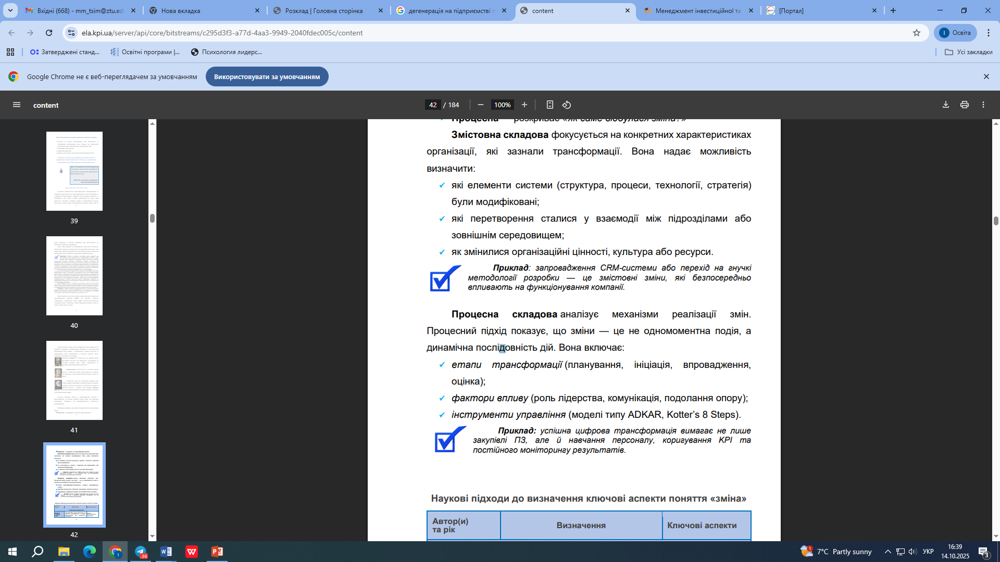 Вхідні (668) - mm_tsim@ztu.ed
Нова вкладка
Розклад | Головна сторінка
дегенерація на підприємстві п
content
Менеджмент інвестиційної та
[Портал]
ela.kpi.ua/server/api/core/bitstreams/c295d3f3-a77d-4aa3-9949-2040fdec005c/content
І Освіта
Затверджені станд...
Освітні програми |...
Психология лидерс...
Усі закладки
Google Chrome не є веб-переглядачем за умовчанням
Використовувати за умовчанням
content
42 / 184
100%
39
40
41
42
Процесна — розкриває «як саме відбулася зміна?»
Змістовна складова фокусується на конкретних характеристиках
організації, які зазнали трансформації. Вона надає можливість
визначити:
які елементи системи (структура, процеси, технології, стратегія)
були модифіковані;
які перетворення сталися у взаємодії між підрозділами або
зовнішнім середовищем;
як змінилися організаційні цінності, культура або ресурси.
Приклад: запровадження CRM-системи або перехід на гнучкі
методології розробки — це змістовні зміни, які безпосередньо
впливають на функціонування компанії.
Процесна складова аналізує механізми реалізації змін.
Процесний підхід показує, що зміни — це не одномоментна подія, а
динамічна послідовність дій. Вона включає:
етапи трансформації (планування, ініціація, впровадження,
оцінка);
фактори впливу (роль лідерства, комунікація, подолання опору);
інструменти управління (моделі типу ADKAR, Kotter’s 8 Steps).
Приклад: успішна цифрова трансформація вимагає не лише
закупівлі ПЗ, але й навчання персоналу, коригування KPI та
постійного моніторингу результатів.
Наукові підходи до визначення ключові аспекти поняття «зміна»
Автор(и)
та рік
Визначення
Ключові аспекти
.96
1
7°C Partly sunny
УКР
16:39
14.10.2025
3